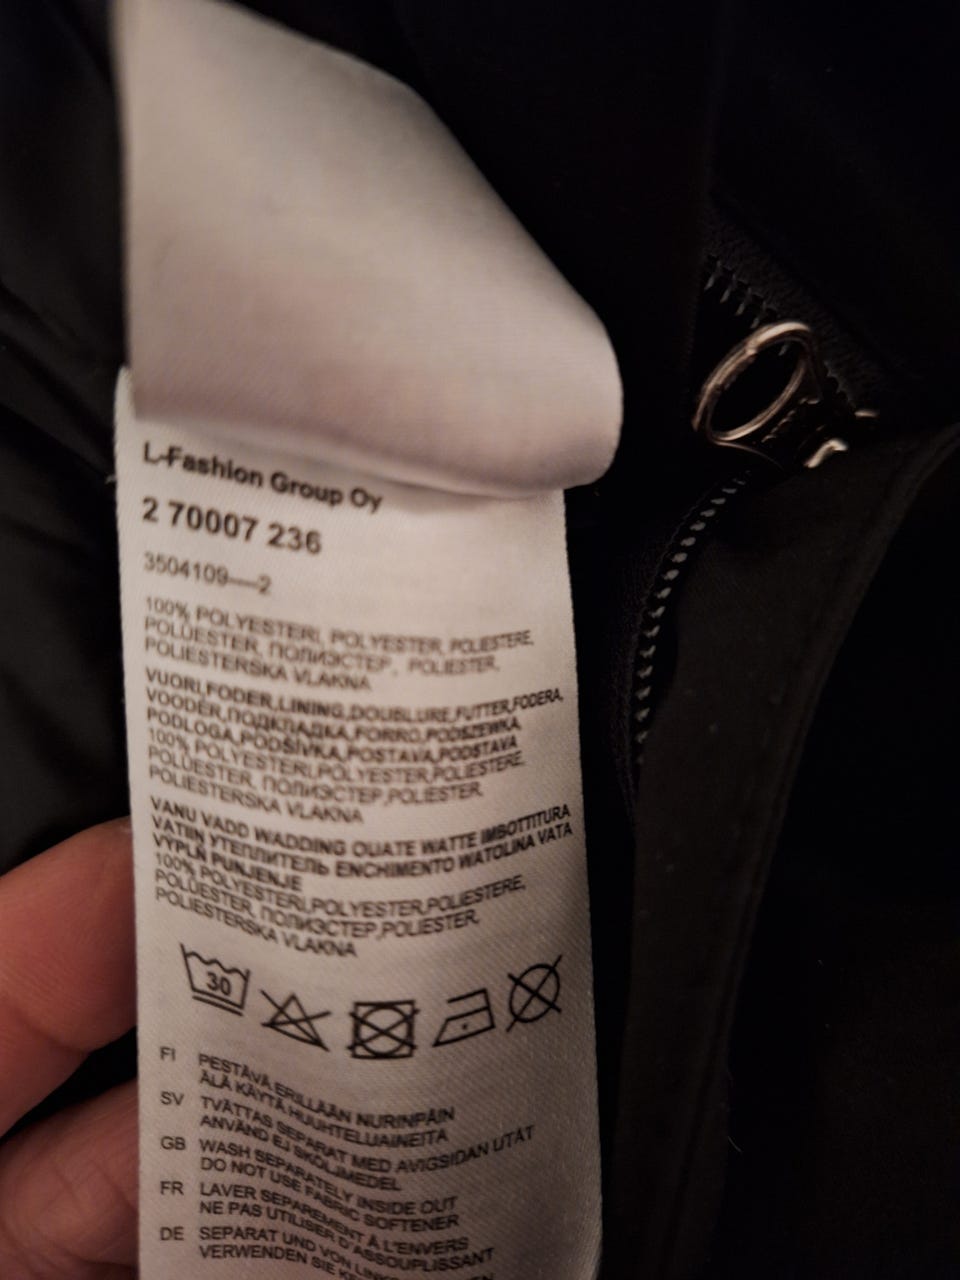 L-Fashion Group Oy
2 70007 236
3504109—2
100% POLYESTERI, POLYESTER, POLIESTERE,
POLÜESTER, ПОЛИЭСТЕР, POLIESTER,
POLIESTERSKA VLAKNA
VUORI,FODER,LINING,DOUBLURE,FUTTER,FODERA,
VOODER,ПОДКЛАДКА,FORRO,PODSZEWKA,
PODLOGA,PODŠÍVKA,POSTAVA,PODSTAVA
100% POLYESTERI,POLYESTER,POLIESTERE,
POLÜESTER, ПОЛИЭСТЕР,POLIESTER,
POLIESTERSKA VLAKNA
VANU VADD WADDING OUATE WATTE IMBOTTITURA
VATIIN УТЕПЛИТЕЛЬ ENCHIMENTO WATOLINA VATA
VÝPLŇ PUNJENJE
100% POLYESTERI,POLYESTER,POLIESTERE,
POLÜESTER, ПОЛИЭСТЕР,POLIESTER,
POLIESTERSKA VLAKNA
30
FI PESTÄVÄ ERILLÄÄN NURINPÄIN
ÄLÄ KÄYTÄ HUUHTELUAINEITA
SV TVÄTTAS SEPARAT MED AVIGSIDAN UTÅT
ANVÄND EJ SKÖLJMEDEL
GB WASH SEPARATELY INSIDE OUT
DO NOT USE FABRIC SOFTENER
FR LAVER SEPAREMENT À L'ENVERS
NE PAS UTILISER D'ASSOUPLISSANT
DE SEPARAT UND VON LINKS
VERWENDEN SIE